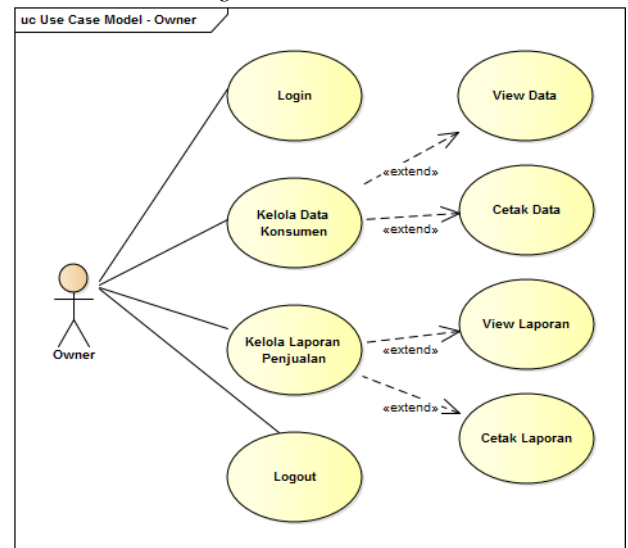 uc Use Case Model - Owner
Login
View Data
«extend»
Kelola Data
Konsumen
Cetak Data
«extend»
Owner
Kelola Laporan
Penjualan
View Laporan
«extend»
«extend»
Cetak Laporan
Logout